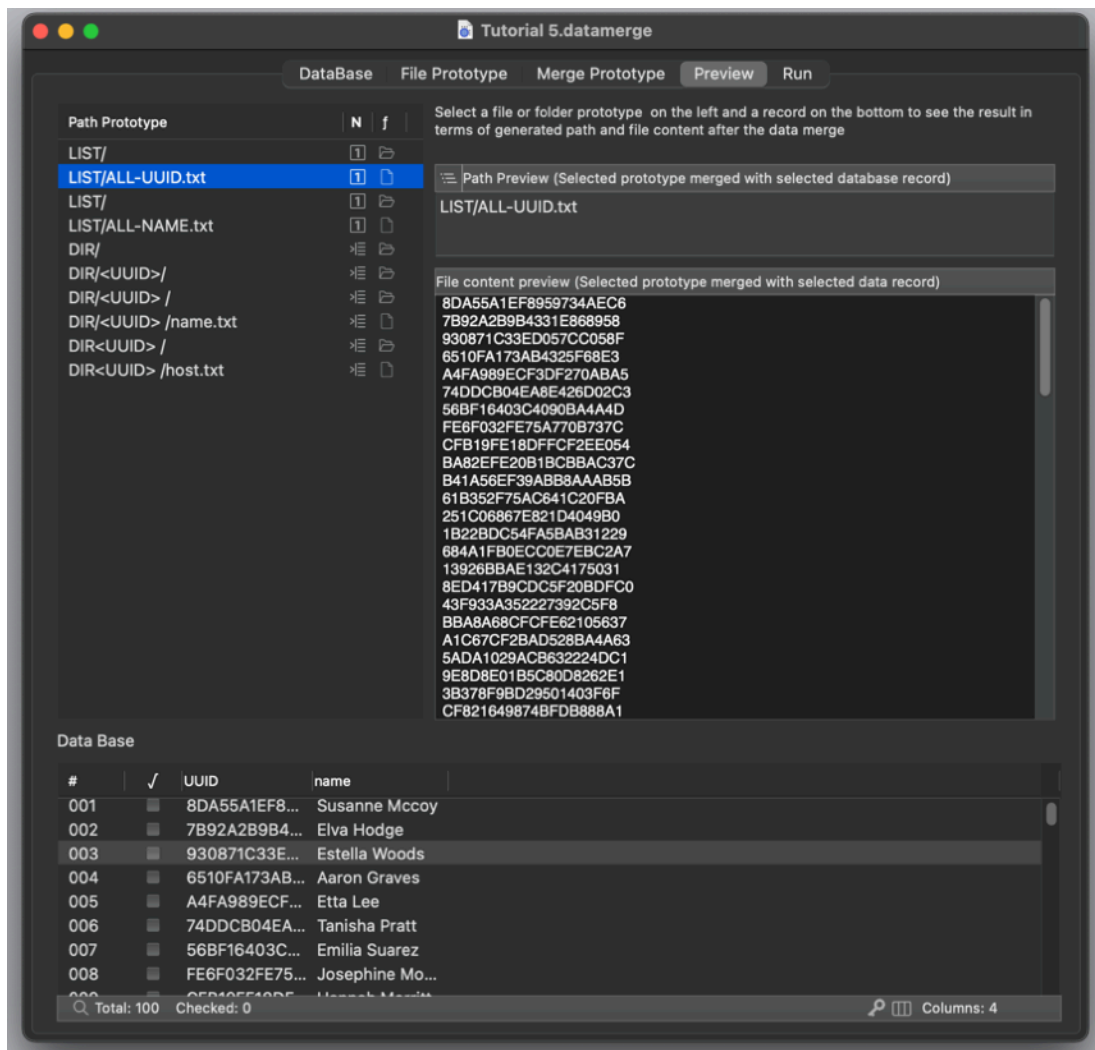 Tutorial 5.datamerge
DataBase File Prototype Merge Prototype Preview Run
Path Prototype N f
LIST/ 1
LIST/ALL-UUID.txt 1
LIST/ 1
LIST/ALL-NAME.txt 1
DIR/
DIR/<UUID>/
DIR/<UUID> /
DIR/<UUID> /name.txt
DIR<UUID> /
DIR<UUID> /host.txt
Select a file or folder prototype on the left and a record on the bottom to see the result in
terms of generated path and file content after the data merge
Path Preview (Selected prototype merged with selected database record)
LIST/ALL-UUID.txt
File content preview (Selected prototype merged with selected data record)
8DA55A1EF8959734AEC6
7B92A2B9B4331E868958
930871C33ED057CC058F
6510FA173AB4325F68E3
A4FA989ECF3DF270ABA5
74DDCB04EA8E426D02C3
56BF16403C4090BA4A4D
FE6F032FE75A770B737C
CFB19FE18DFFCF2EE054
BA82EFE20B1BCBBAC37C
B41A56EF39ABB8AAAB5B
61B352F75AC641C20FBA
251C06867E821D4049B0
1B22BDC54FA5BAB31229
684A1FB0ECC0E7EBC2A7
13926BBAE132C4175031
8ED417B9CDC5F20BDFC0
43F933A352227392C5F8
BBA8A68CFCFE62105637
A1C67CF2BAD528BA4A63
5ADA1029ACB632224DC1
9E8D8E01B5C80D8262E1
3B378F9BD29501403F6F
CF821649874BFDB888A1
Data Base
# √ UUID name
001 8DA55A1EF8... Susanne Mccoy
002 7B92A2B9B4... Elva Hodge
003 930871C33E... Estella Woods
004 6510FA173AB... Aaron Graves
005 A4FA989ECF... Etta Lee
006 74DDCB04EA... Tanisha Pratt
007 56BF16403C... Emilia Suarez
008 FE6F032FE75... Josephine Mo...
Total: 100 Checked: 0 Columns: 4